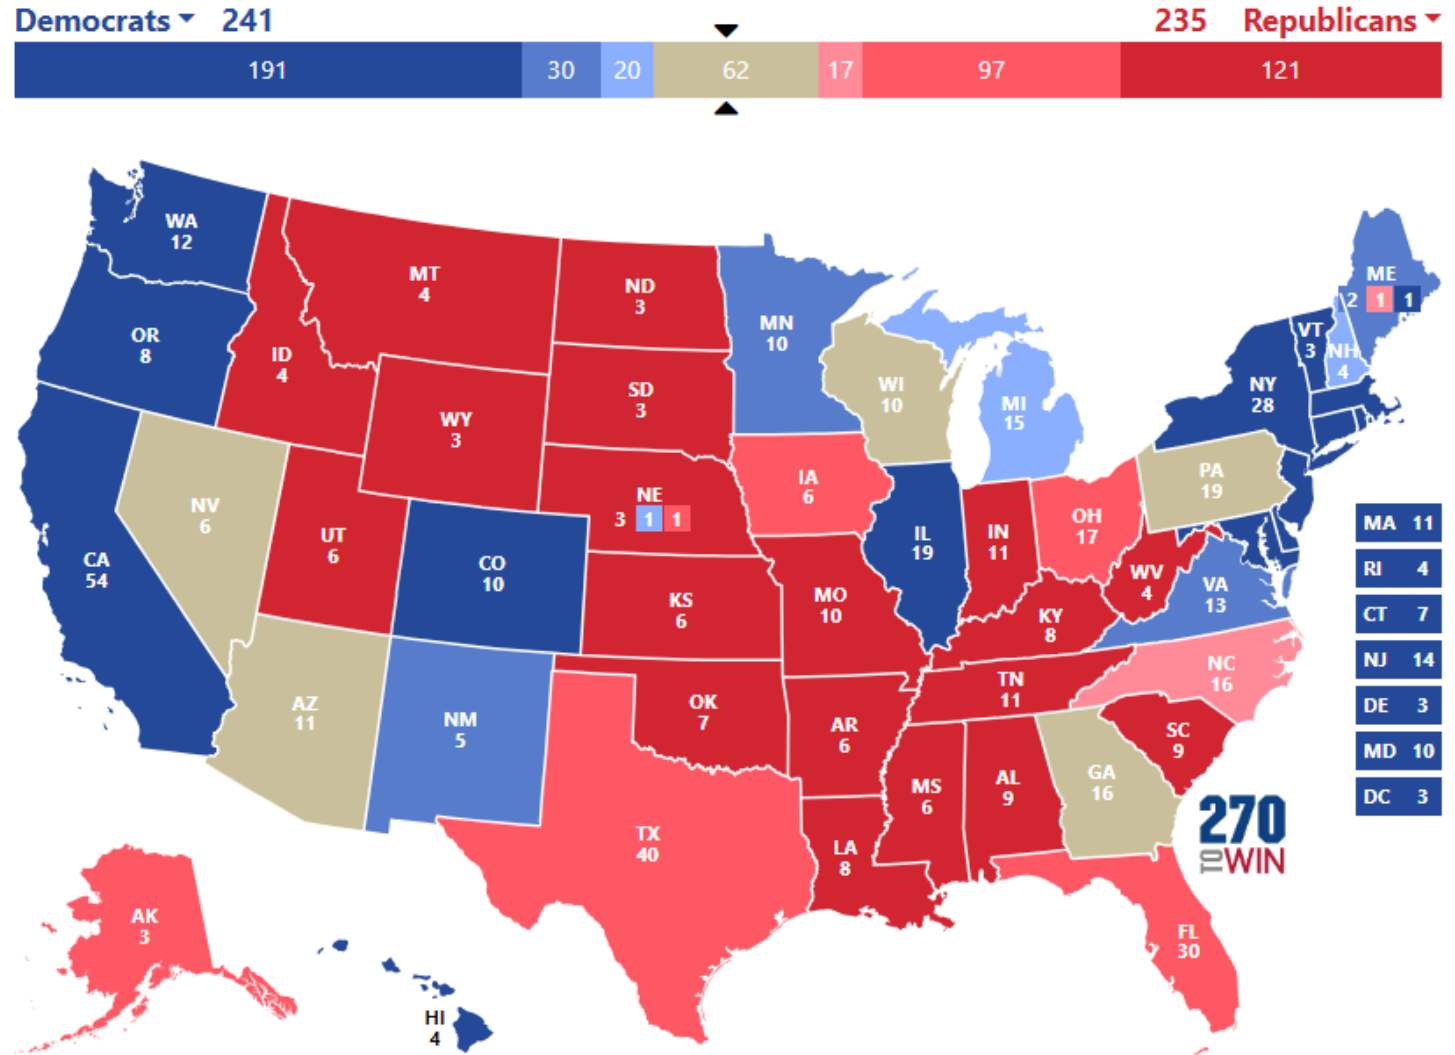 Democrats 241
235 Republicans
191 30 20 62 17 97 121
WA
12
OR
8
CA
54
NV
6
ID
4
MT
4
WY
3
UT
6
AZ
11
CO
10
NM
5
ND
3
SD
3
NE
3 1 1
KS
6
OK
7
TX
40
MN
10
IA
6
MO
10
AR
6
LA
8
WI
10
IL
19
MI
15
IN
11
OH
17
KY
8
TN
11
MS
6
AL
9
GA
16
FL
30
SC
9
NC
16
VA
13
WV
4
PA
19
NY
28
VT
3
NH
4
ME
2 1 1
MA 11
RI 4
CT 7
NJ 14
DE 3
MD 10
DC 3
AK
3
HI
4
270
TO WIN